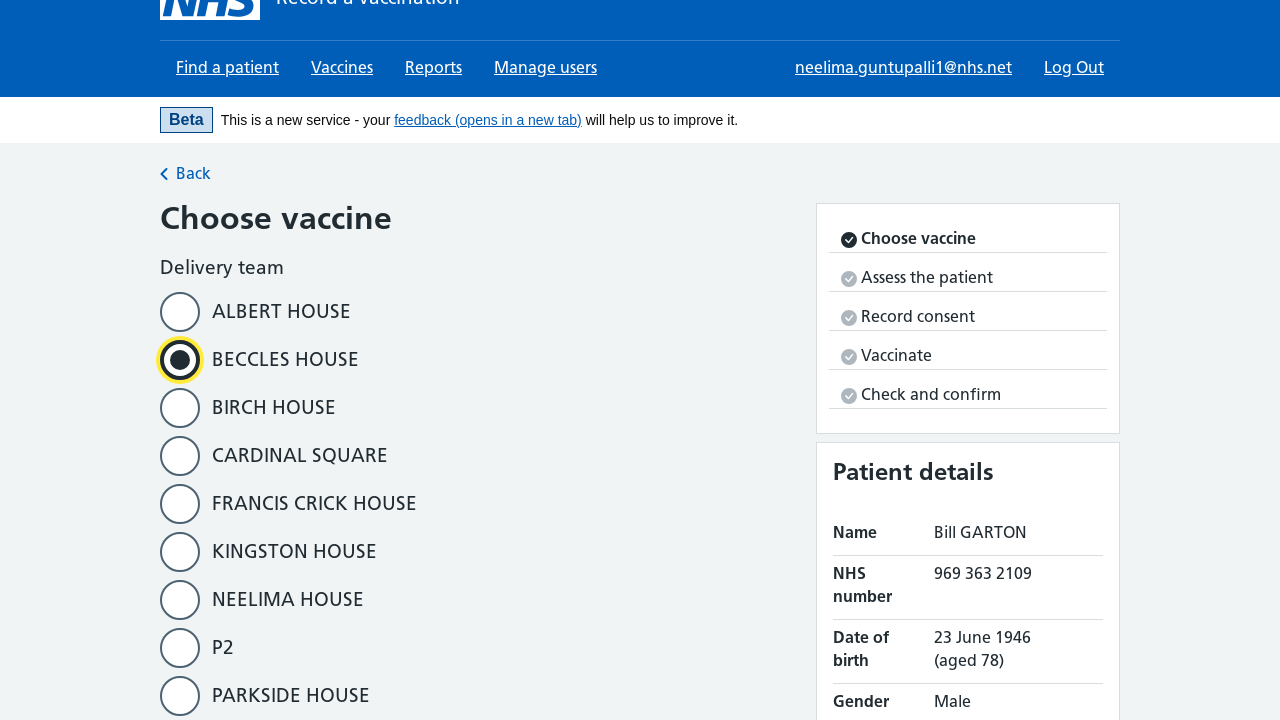 NHS Record a vaccination
Find a patient Vaccines Reports Manage users neelima.guntupalli1@nhs.net Log Out
Beta This is a new service - your feedback (opens in a new tab) will help us to improve it.
Back
Choose vaccine
Delivery team
ALBERT HOUSE
BECCLES HOUSE
BIRCH HOUSE
CARDINAL SQUARE
FRANCIS CRICK HOUSE
KINGSTON HOUSE
NEELIMA HOUSE
P2
PARKSIDE HOUSE
Choose vaccine
Assess the patient
Record consent
Vaccinate
Check and confirm
Patient details
Name Bill GARTON
NHS 969 363 2109
number
Date of 23 June 1946
birth (aged 78)
Gender Male